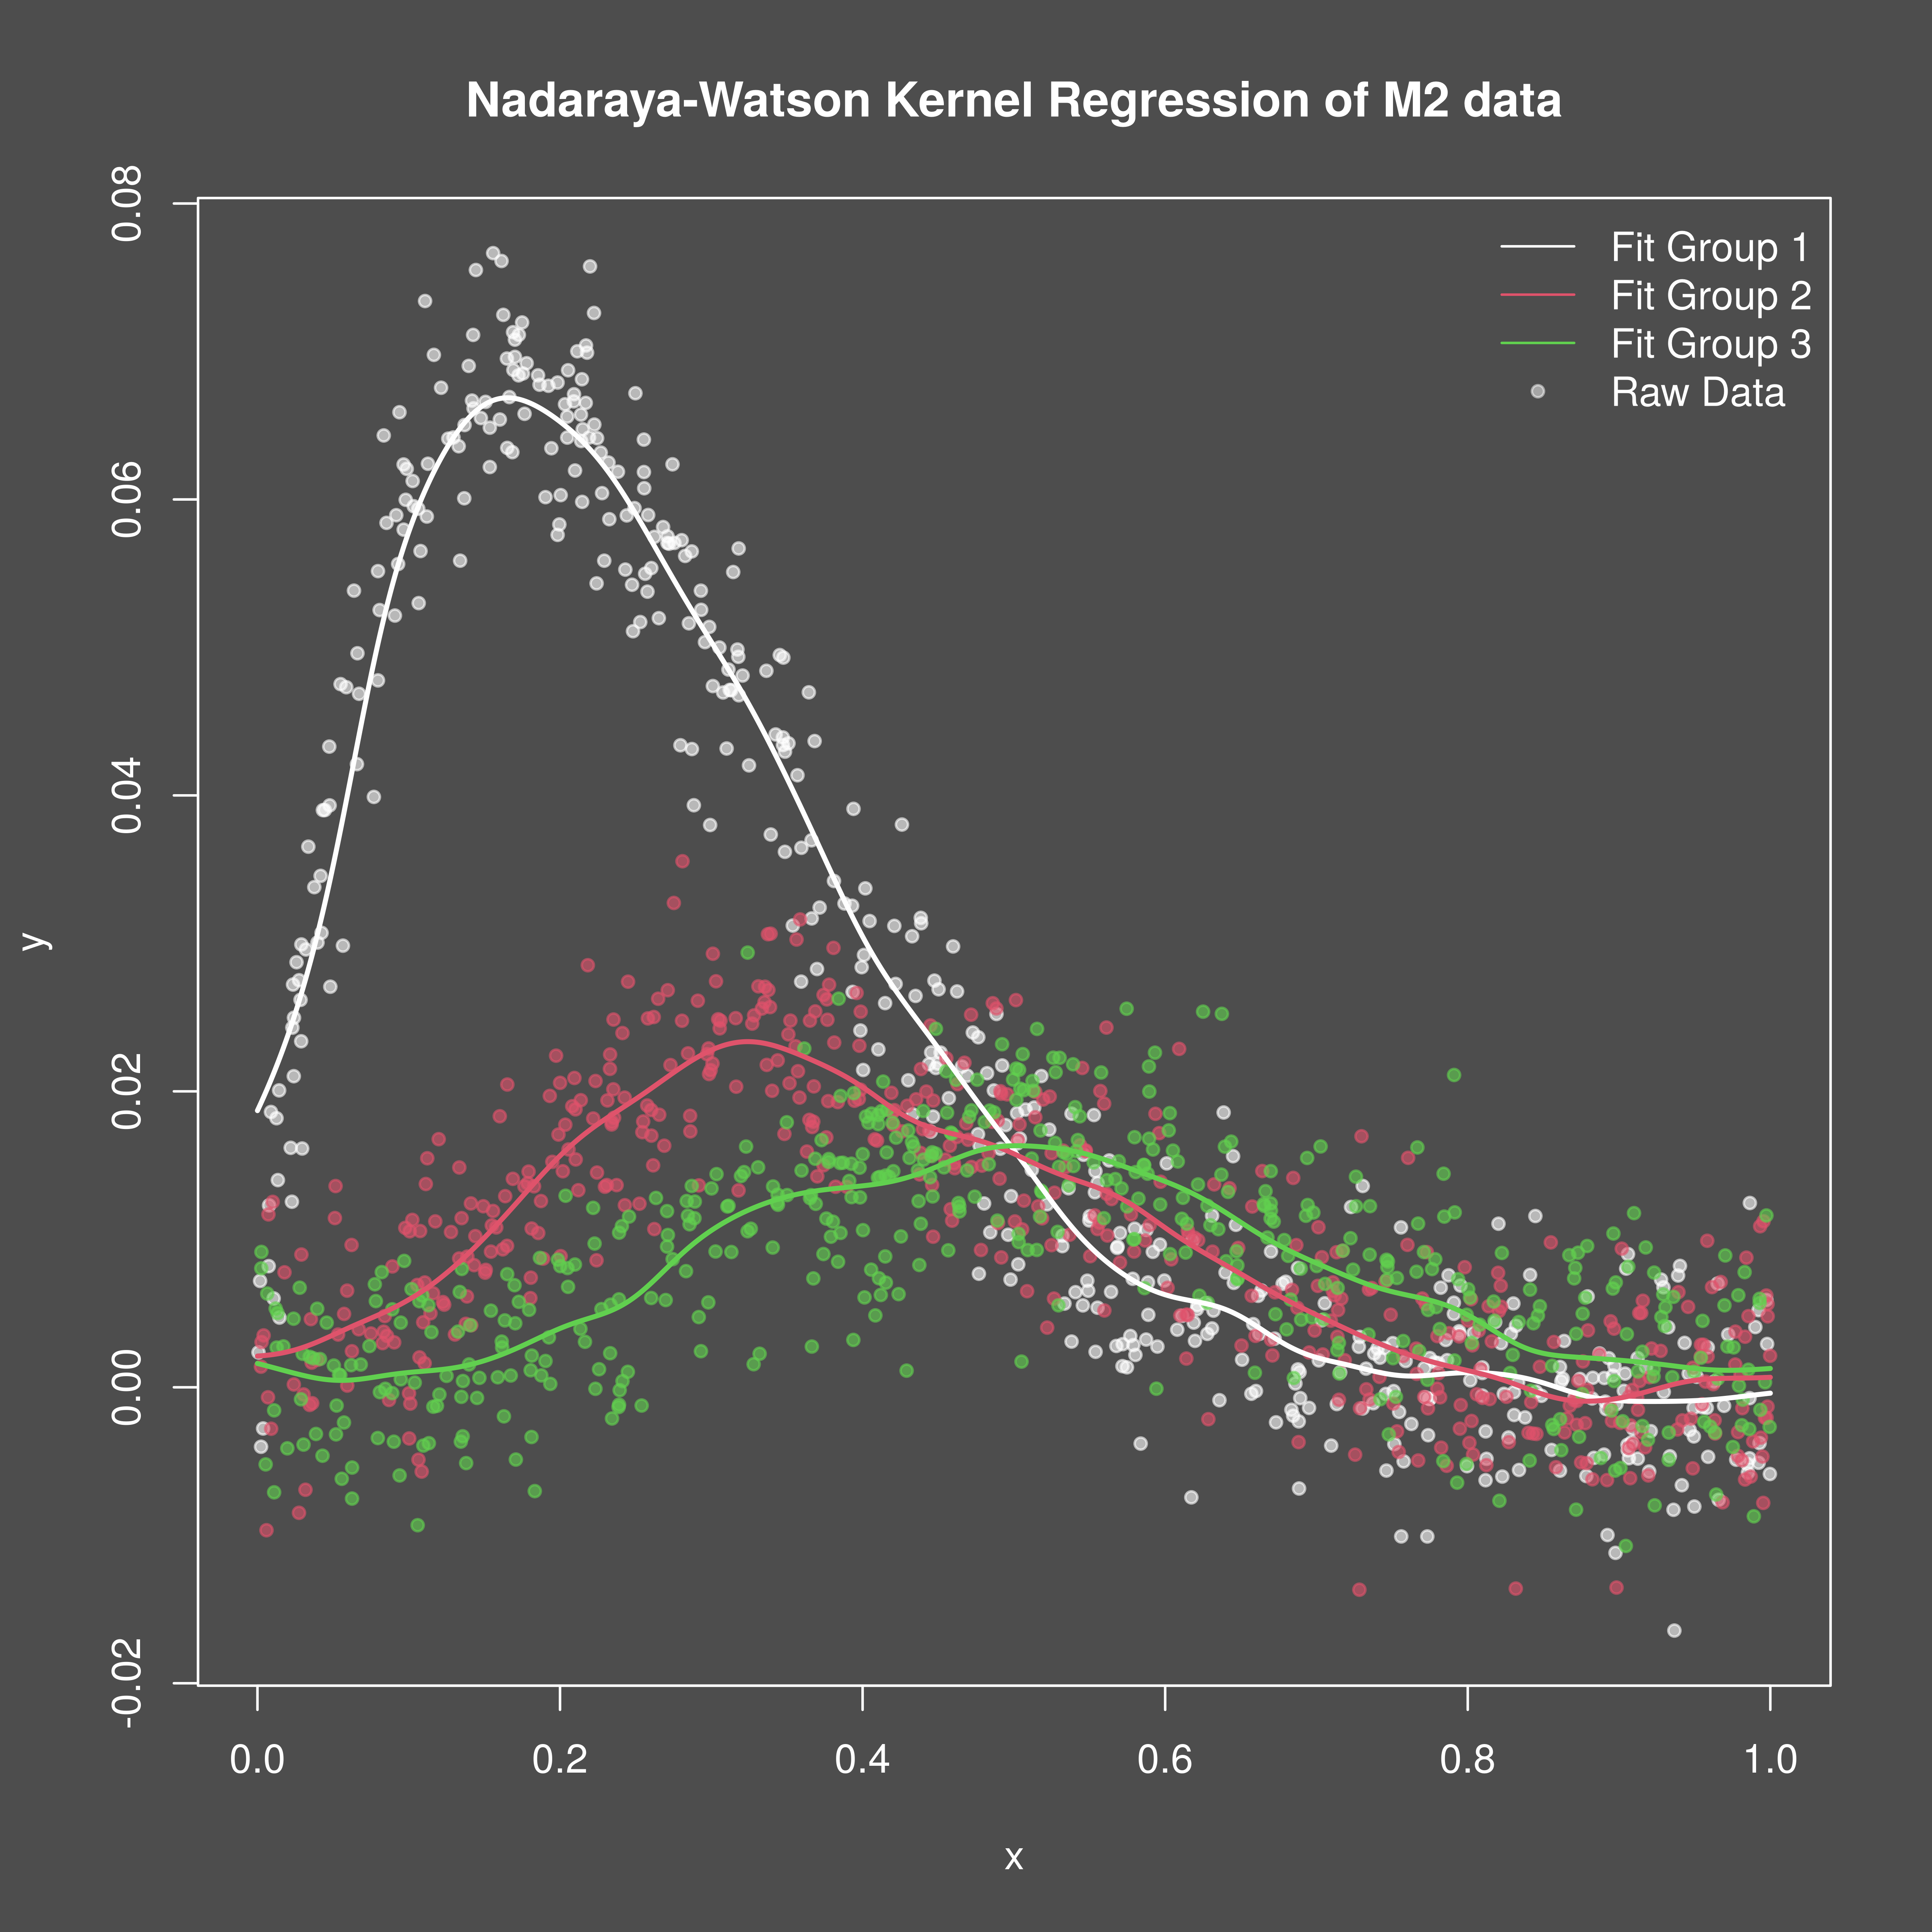 Nadaraya-Watson Kernel Regression of M2 data
Fit Group 1
Fit Group 2
Fit Group 3
Raw Data
0.08
0.06
0.04
0.02
0.00
-0.02
y
0.0 0.2 0.4 0.6 0.8 1.0
x